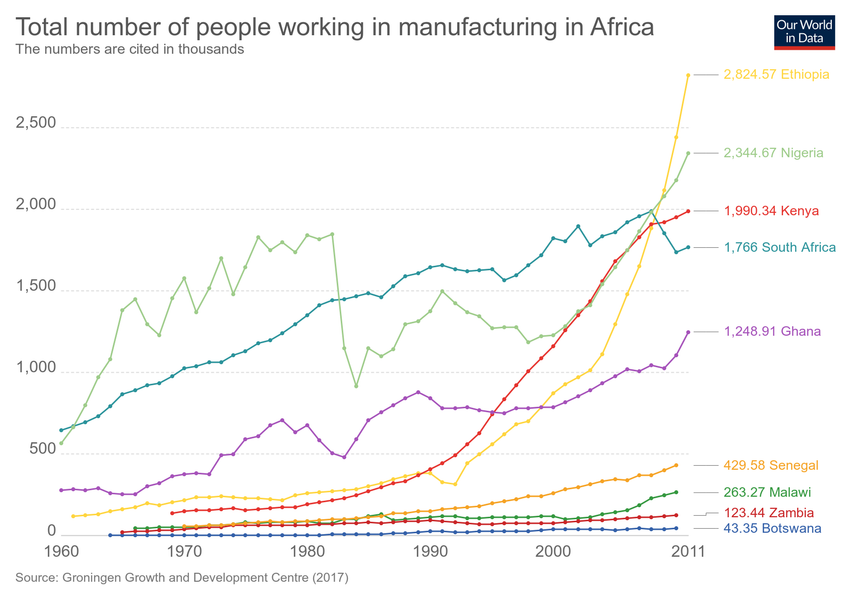 Total number of people working in manufacturing in Africa
The numbers are cited in thousands
Our World
in Data
2,824.57 Ethiopia
2,500
2,344.67 Nigeria
2,000
1,990.34 Kenya
1,766 South Africa
1,500
1,248.91 Ghana
1,000
500
429.58 Senegal
263.27 Malawi
123.44 Zambia
43.35 Botswana
0
1960 1970 1980 1990 2000 2011
Source: Groningen Growth and Development Centre (2017)